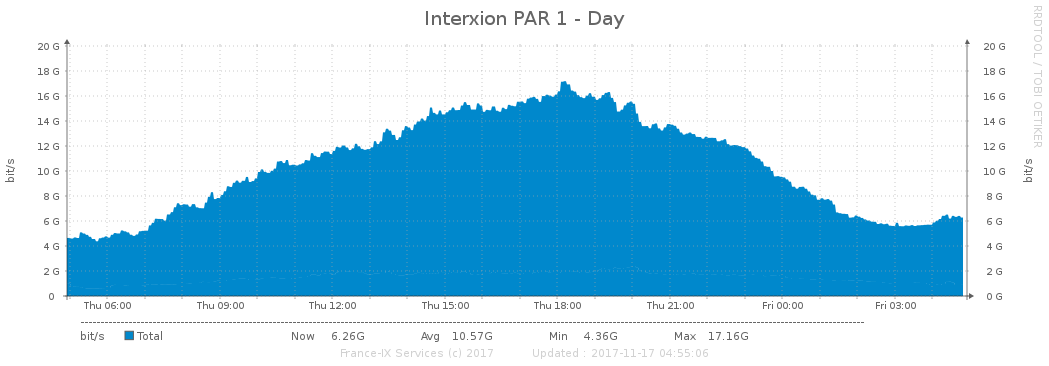 Interxion PAR 1 - Day
RRDTOOL / TOBI OETIKER
20 G 20 G
18 G 18 G
16 G 16 G
14 G 14 G
12 G 12 G
10 G 10 G
8 G 8 G
6 G 6 G
4 G 4 G
2 G 2 G
0 0 G
bit/s bit/s
Thu 06:00 Thu 09:00 Thu 12:00 Thu 15:00 Thu 18:00 Thu 21:00 Fri 00:00 Fri 03:00
bit/s Total Now 6.26G Avg 10.57G Min 4.36G Max 17.16G
France-IX Services (c) 2017 Updated : 2017-11-17 04:55:06